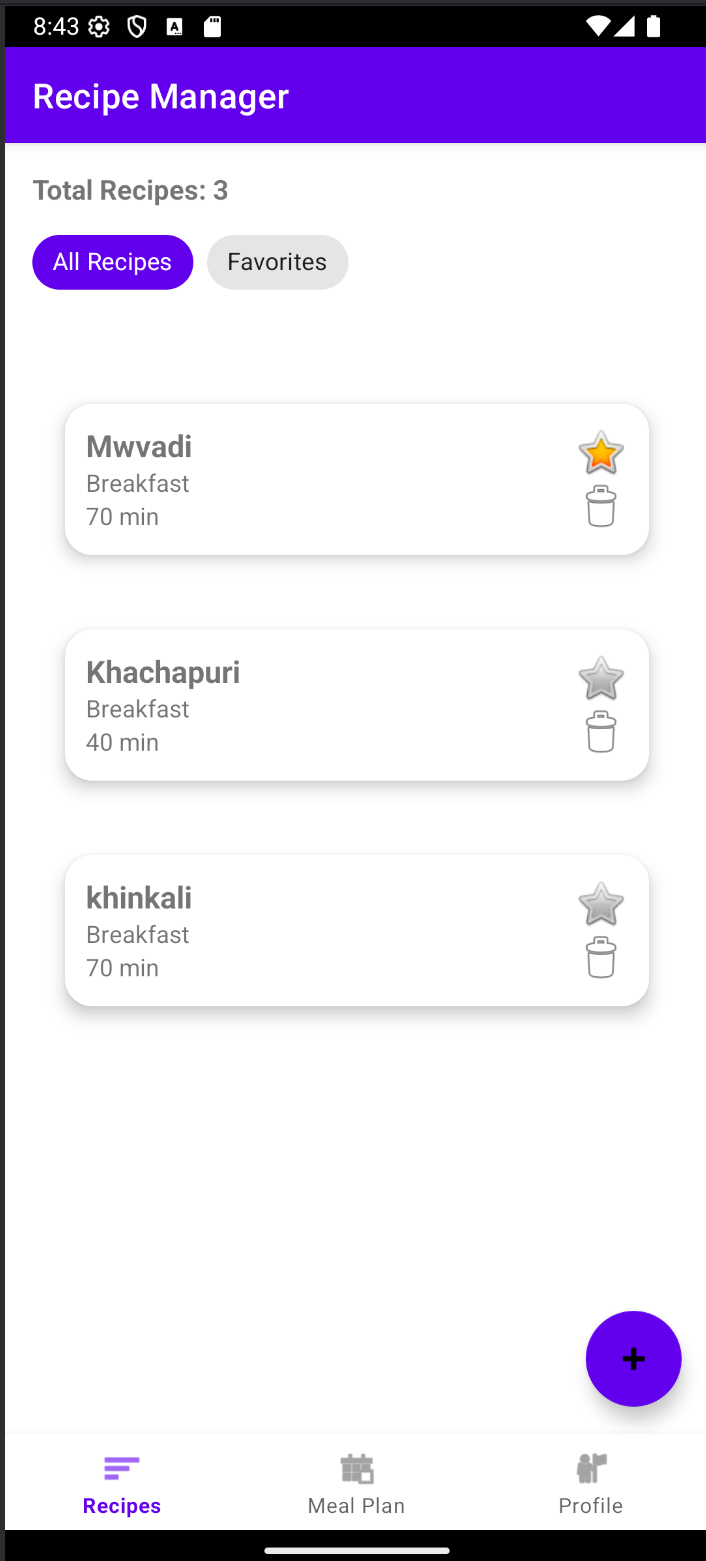 8:43
Recipe Manager
Total Recipes: 3
All Recipes Favorites
Mwvadi
Breakfast
70 min
Khachapuri
Breakfast
40 min
khinkali
Breakfast
70 min
+
Recipes Meal Plan Profile